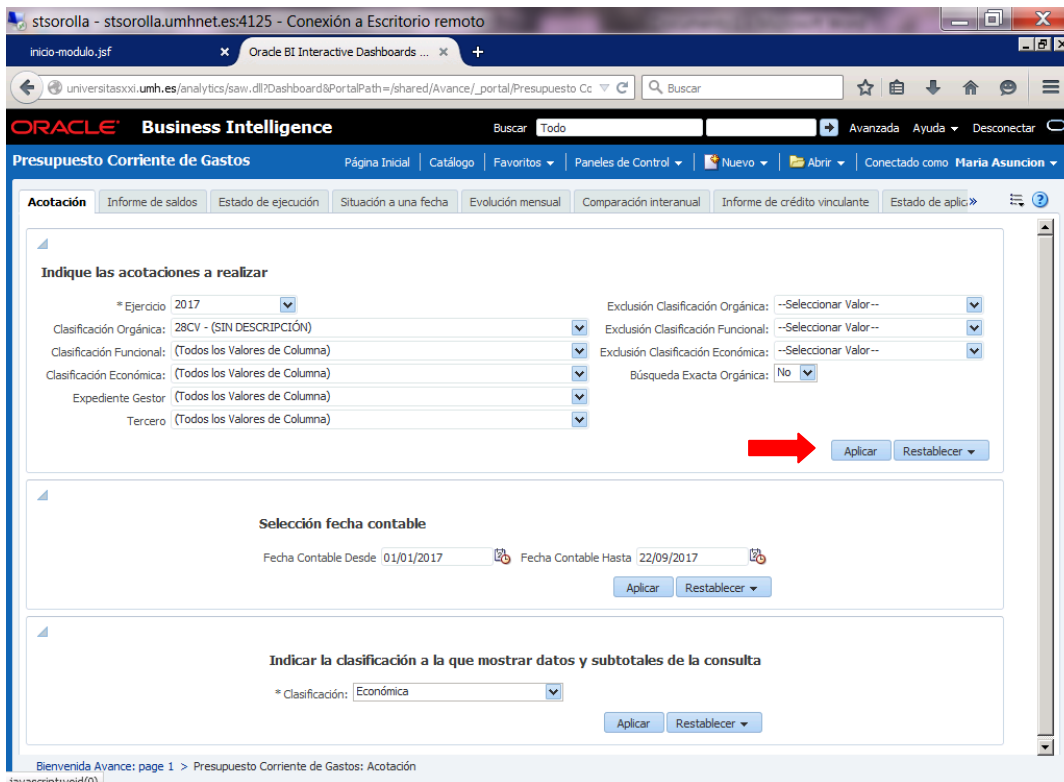 stsorolla - stsorolla.umhnet.es:4125 - Conexión a Escritorio remoto
inicio-modulo.jsf × Oracle BI Interactive Dashboards ... × +
universitasxxi.umh.es/analytics/saw.dll?Dashboard&PortalPath=/shared/Avance/_portal/Presupuesto Cc Buscar
ORACLE Business Intelligence Buscar Todo Avanzada Ayuda Desconectar
Presupuesto Corriente de Gastos Página Inicial Catálogo Favoritos Paneles de Control Nuevo Abrir Conectado como Maria Asuncion
Acotación Informe de saldos Estado de ejecución Situación a una fecha Evolución mensual Comparación interanual Informe de crédito vinculante Estado de aplic»
Indique las acotaciones a realizar
* Ejercicio 2017 Exclusión Clasificación Orgánica: --Seleccionar Valor--
Clasificación Orgánica: 28CV - (SIN DESCRIPCIÓN) Exclusión Clasificación Funcional: --Seleccionar Valor--
Clasificación Funcional: (Todos los Valores de Columna) Exclusión Clasificación Económica: --Seleccionar Valor--
Clasificación Económica: (Todos los Valores de Columna) Búsqueda Exacta Orgánica: No
Expediente Gestor (Todos los Valores de Columna)
Tercero (Todos los Valores de Columna)
Aplicar Restablecer
Selección fecha contable
Fecha Contable Desde 01/01/2017 Fecha Contable Hasta 22/09/2017
Aplicar Restablecer
Indicar la clasificación a la que mostrar datos y subtotales de la consulta
* Clasificación: Económica
Aplicar Restablecer
Bienvenida Avance: page 1 > Presupuesto Corriente de Gastos: Acotación
javascript:void(0)